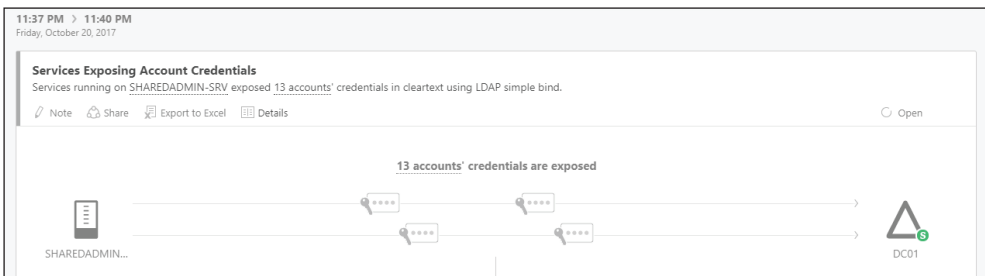 11:37 PM > 11:40 PM
Friday, October 20, 2017
Services Exposing Account Credentials
Services running on SHAREDADMIN-SRV exposed 13 accounts' credentials in cleartext using LDAP simple bind.
Note Share Export to Excel Details Open
13 accounts' credentials are exposed
SHAREDADMIN...
S
DC01